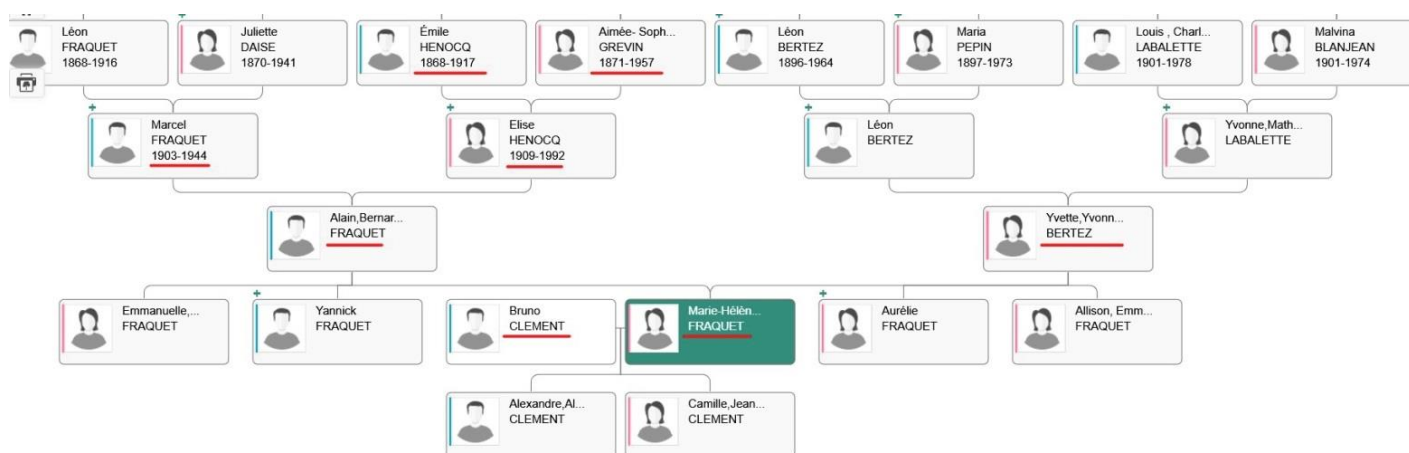 Léon
FRAQUET
1868-1916
Juliette
DAISE
1870-1941
Émile
HENOCQ
1868-1917
Aimée- Soph...
GREVIN
1871-1957
Léon
BERTEZ
1896-1964
Maria
PEPIN
1897-1973
Louis , Charl...
LABALETTE
1901-1978
Malvina
BLANJEAN
1901-1974
Marcel
FRAQUET
1903-1944
Elise
HENOCQ
1909-1992
Léon
BERTEZ
Yvonne,Math...
LABALETTE
Alain,Bernar...
FRAQUET
Yvette,Yvonn...
BERTEZ
Emmanuelle,...
FRAQUET
Yannick
FRAQUET
Bruno
CLEMENT
Marie-Hélèn...
FRAQUET
Aurélie
FRAQUET
Allison, Emm...
FRAQUET
Alexandre,Al...
CLEMENT
Camille,Jean...
CLEMENT